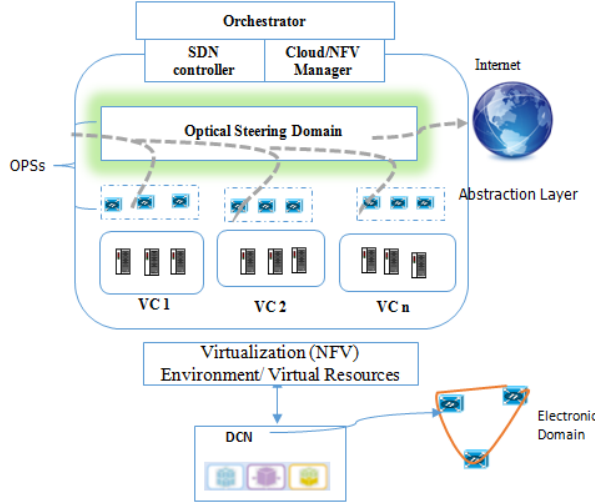 Orchestrator
SDN
controller
Cloud/NFV
Manager
Internet
Optical Steering Domain
OPSs
Abstraction Layer
VC 1
VC 2
VC n
Virtualization (NFV)
Environment/ Virtual Resources
DCN
Electronic
Domain